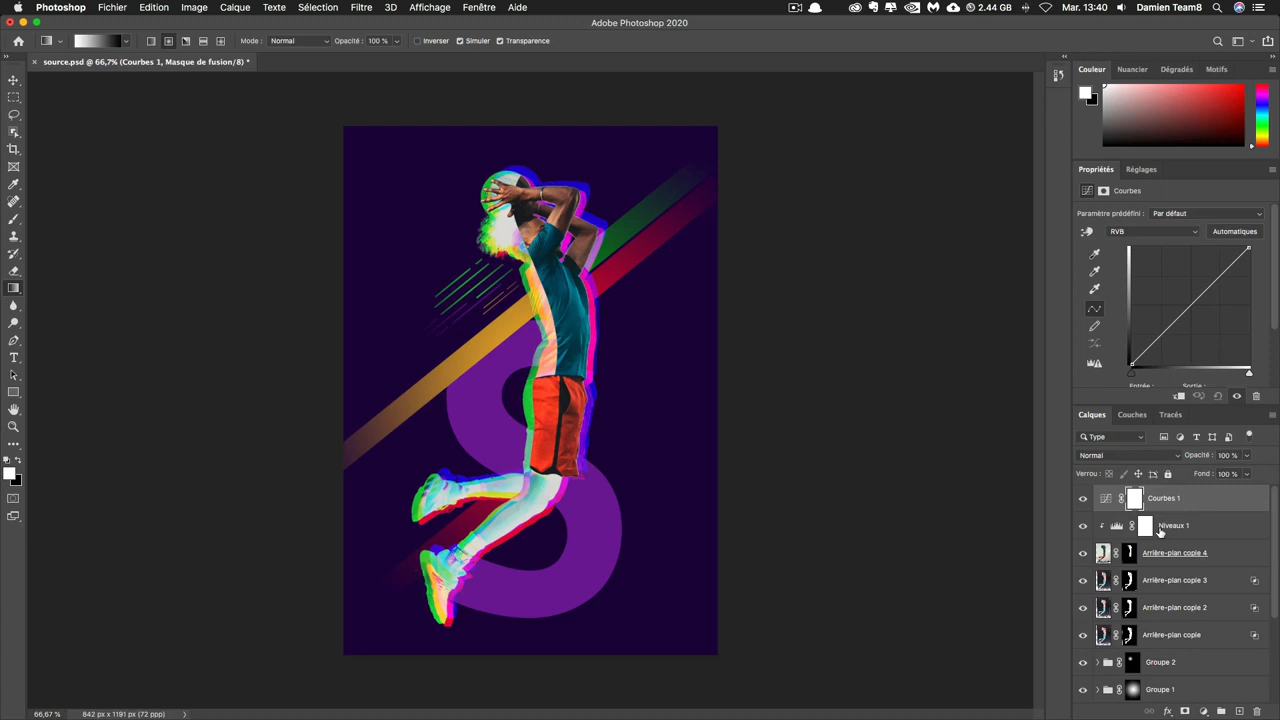 Photoshop Fichier Edition Image Calque Texte Sélection Filtre 3D Affichage Fenêtre Aide 2.44 GB Mar. 13:40 Damien Team8
Adobe Photoshop 2020
Mode : Normal Opacité : 100 % Inverser Simuler Transparence
source.psd @ 66,7% (Courbes 1, Masque de fusion/8) *
Couleur Nuancier Dégradés Motifs
Propriétés Réglages
Courbes
Paramètre prédéfini : Par défaut
RVB Automatiques
Entrée : Sortie :
Calques Couches Tracés
Type
Normal Opacité : 100 %
Verrou : Fond : 100 %
Courbes 1
Niveaux 1
Arrière-plan copie 4
Arrière-plan copie 3
Arrière-plan copie 2
Arrière-plan copie
Groupe 2
Groupe 1
66,67 % 842 px x 1191 px (72 ppp)
S